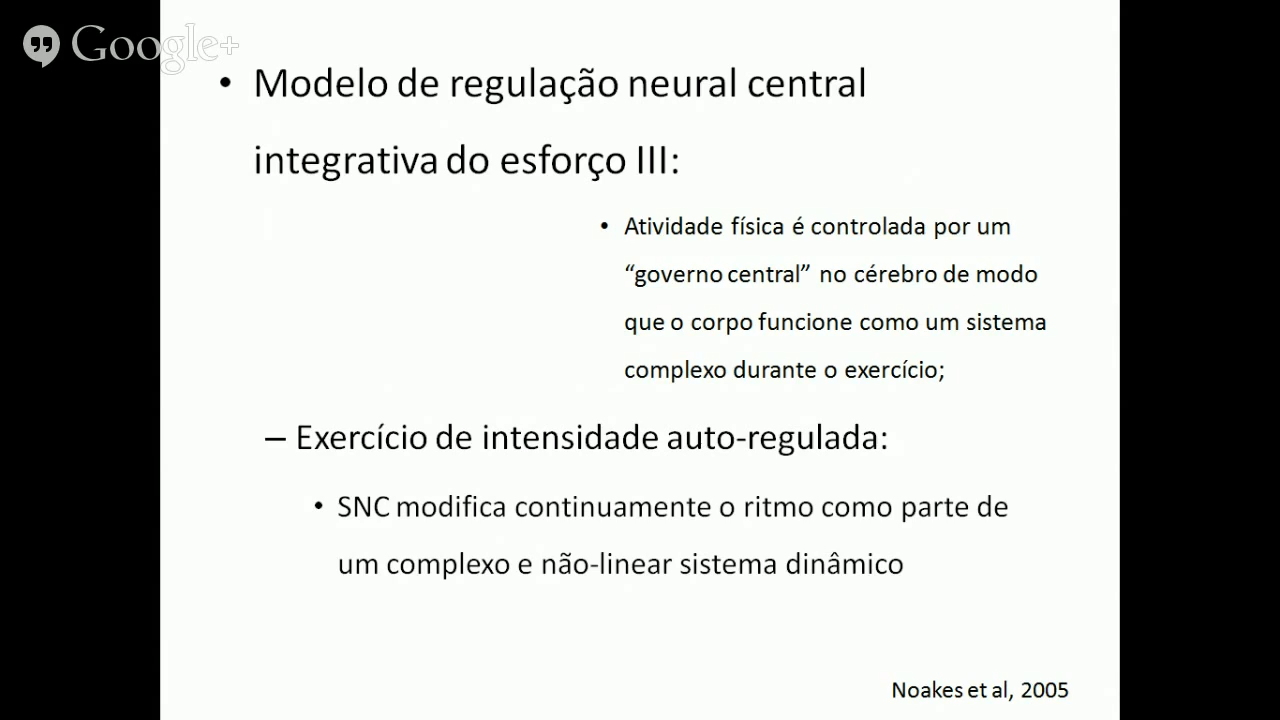 Google+
• Modelo de regulação neural central
integrativa do esforço III:
• Atividade física é controlada por um
“governo central” no cérebro de modo
que o corpo funcione como um sistema
complexo durante o exercício;
– Exercício de intensidade auto-regulada:
• SNC modifica continuamente o ritmo como parte de
um complexo e não-linear sistema dinâmico
Noakes et al, 2005